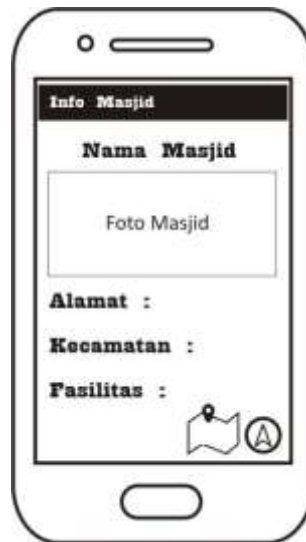 Info Masjid
Nama Masjid
Foto Masjid
Alamat :
Kecamatan :
Fasilitas :